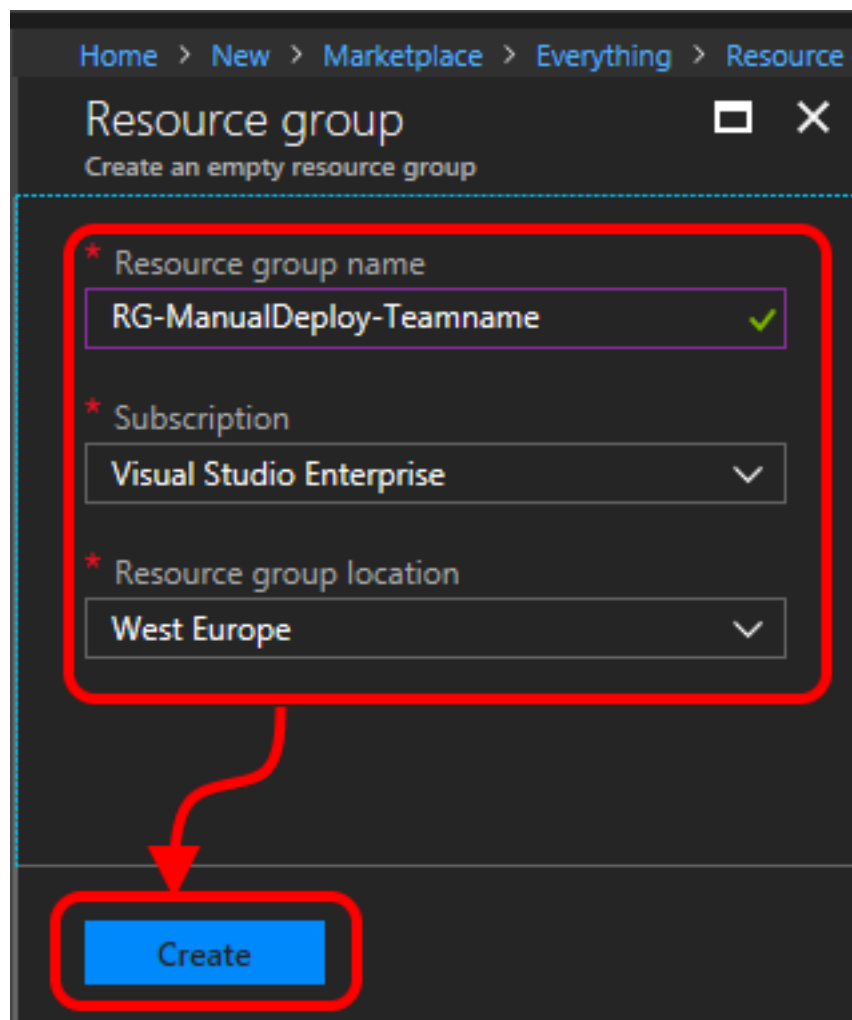 Home > New > Marketplace > Everything > Resource
Resource group
Create an empty resource group
* Resource group name
RG-ManualDeploy-Teamname
* Subscription
Visual Studio Enterprise
* Resource group location
West Europe
Create